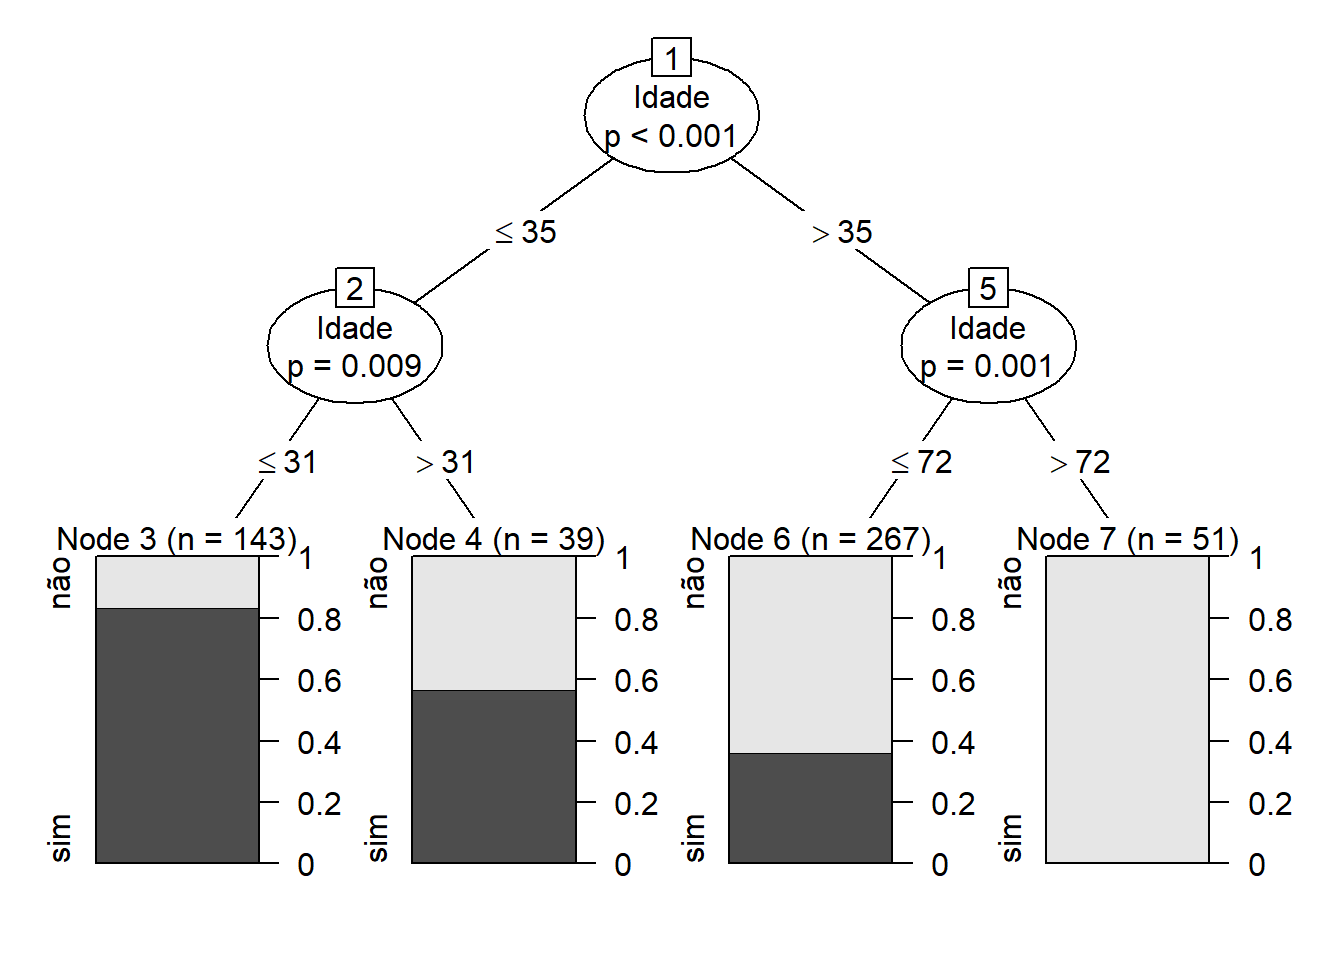 1
Idade
p < 0.001
≤ 35
> 35
2
Idade
p = 0.009
5
Idade
p = 0.001
≤ 31
> 31
≤ 72
> 72
Node 3 (n = 143)
não
sim
1
0.8
0.6
0.4
0.2
0
Node 4 (n = 39)
não
sim
1
0.8
0.6
0.4
0.2
0
Node 6 (n = 267)
não
sim
1
0.8
0.6
0.4
0.2
0
Node 7 (n = 51)
não
sim
1
0.8
0.6
0.4
0.2
0